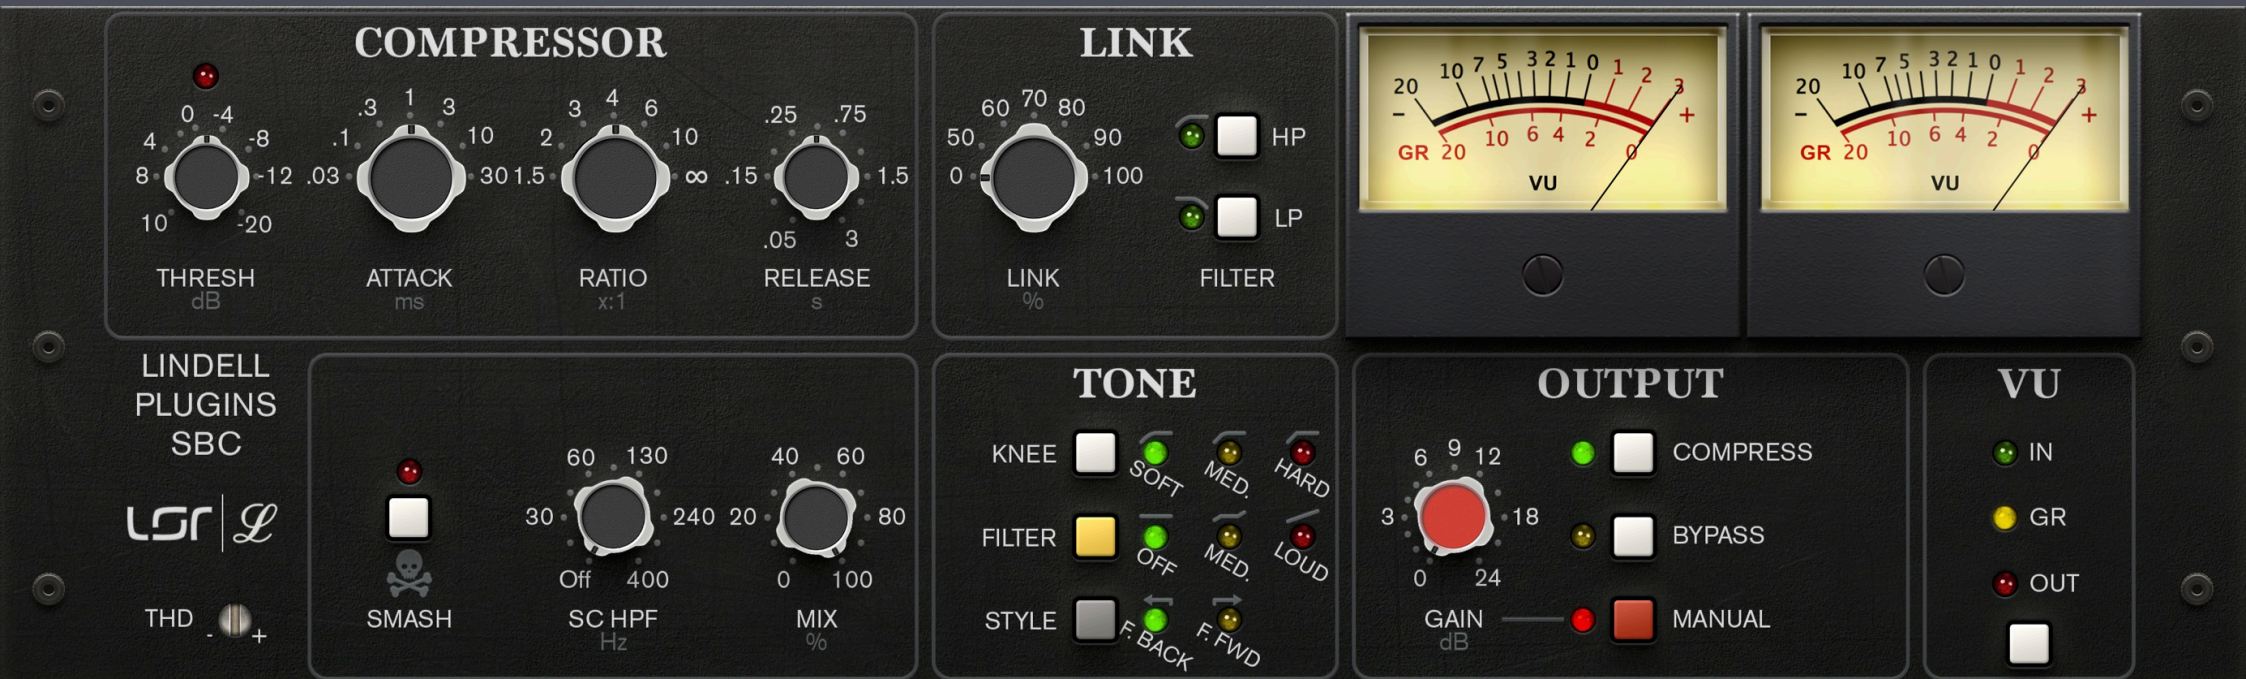 COMPRESSOR
0 -4
4 -8
8 -12
10 -20
THRESH
dB
.3 1 3
.1 10
.03 30
ATTACK
ms
3 4 6
2 10
1.5 ∞
RATIO
x:1
.25 .75
.15 1.5
.05 3
RELEASE
s
LINK
60 70 80
50 90
0 100
LINK
%
HP
LP
FILTER
20 10 7 5 3 2 1 0 1 2 3
- +
GR 20 10 6 4 2 0
VU
20 10 7 5 3 2 1 0 1 2 3
- +
GR 20 10 6 4 2 0
VU
LINDELL
PLUGINS
SBC
LSR | L
THD - +
SMASH
60 130
30 240
Off 400
SC HPF
Hz
40 60
20 80
0 100
MIX
%
TONE
KNEE SOFT MED. HARD
FILTER OFF MED. LOUD
STYLE F. BACK F. FWD
OUTPUT
6 9 12
3 18
0 24
GAIN
dB
COMPRESS
BYPASS
MANUAL
VU
IN
GR
OUT